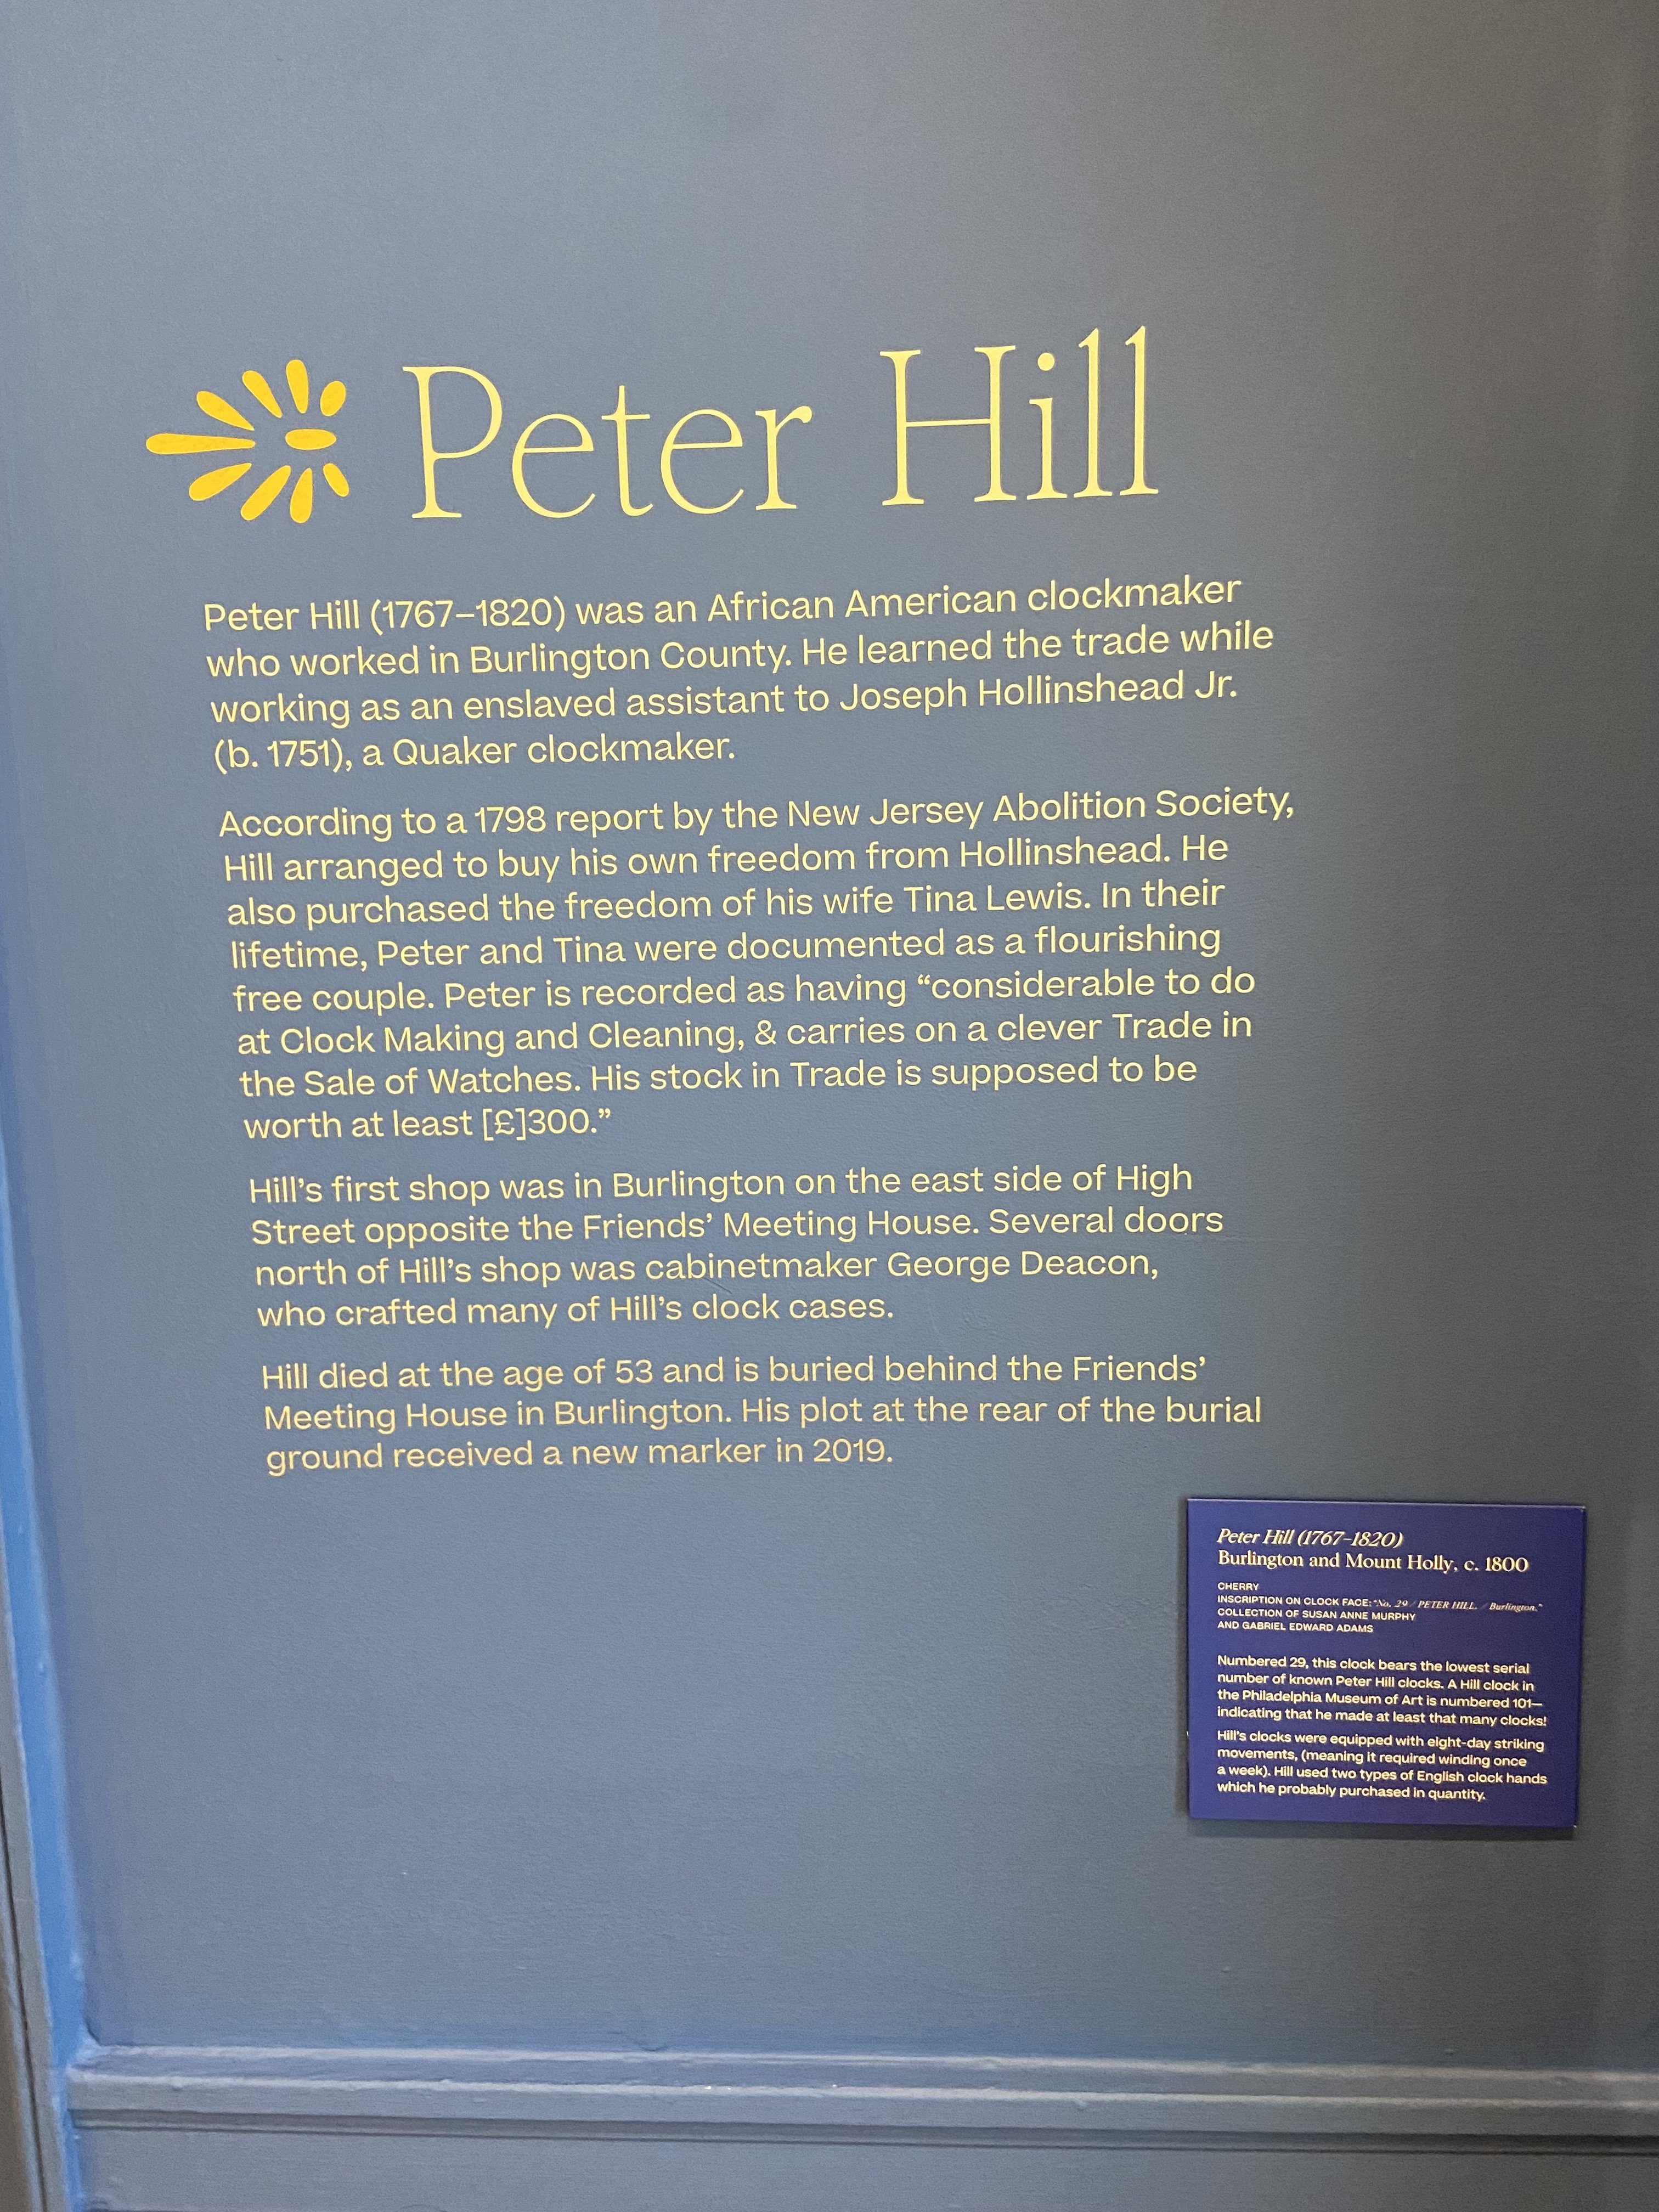 Peter Hill
Peter Hill (1767–1820) was an African American clockmaker
who worked in Burlington County. He learned the trade while
working as an enslaved assistant to Joseph Hollinshead Jr.
(b. 1751), a Quaker clockmaker.
According to a 1798 report by the New Jersey Abolition Society,
Hill arranged to buy his own freedom from Hollinshead. He
also purchased the freedom of his wife Tina Lewis. In their
lifetime, Peter and Tina were documented as a flourishing
free couple. Peter is recorded as having “considerable to do
at Clock Making and Cleaning, & carries on a clever Trade in
the Sale of Watches. His stock in Trade is supposed to be
worth at least [£]300.”
Hill’s first shop was in Burlington on the east side of High
Street opposite the Friends’ Meeting House. Several doors
north of Hill’s shop was cabinetmaker George Deacon,
who crafted many of Hill’s clock cases.
Hill died at the age of 53 and is buried behind the Friends’
Meeting House in Burlington. His plot at the rear of the burial
ground received a new marker in 2019.
Peter Hill (1767–1820)
Burlington and Mount Holly, c. 1800
CHERRY
INSCRIPTION ON CLOCK FACE: “No. 29 / PETER HILL. / Burlington.”
COLLECTION OF SUSAN ANNE MURPHY
AND GABRIEL EDWARD ADAMS
Numbered 29, this clock bears the lowest serial
number of known Peter Hill clocks. A Hill clock in
the Philadelphia Museum of Art is numbered 101—
indicating that he made at least that many clocks!
Hill’s clocks were equipped with eight-day striking
movements, (meaning it required winding once
a week). Hill used two types of English clock hands
which he probably purchased in quantity.